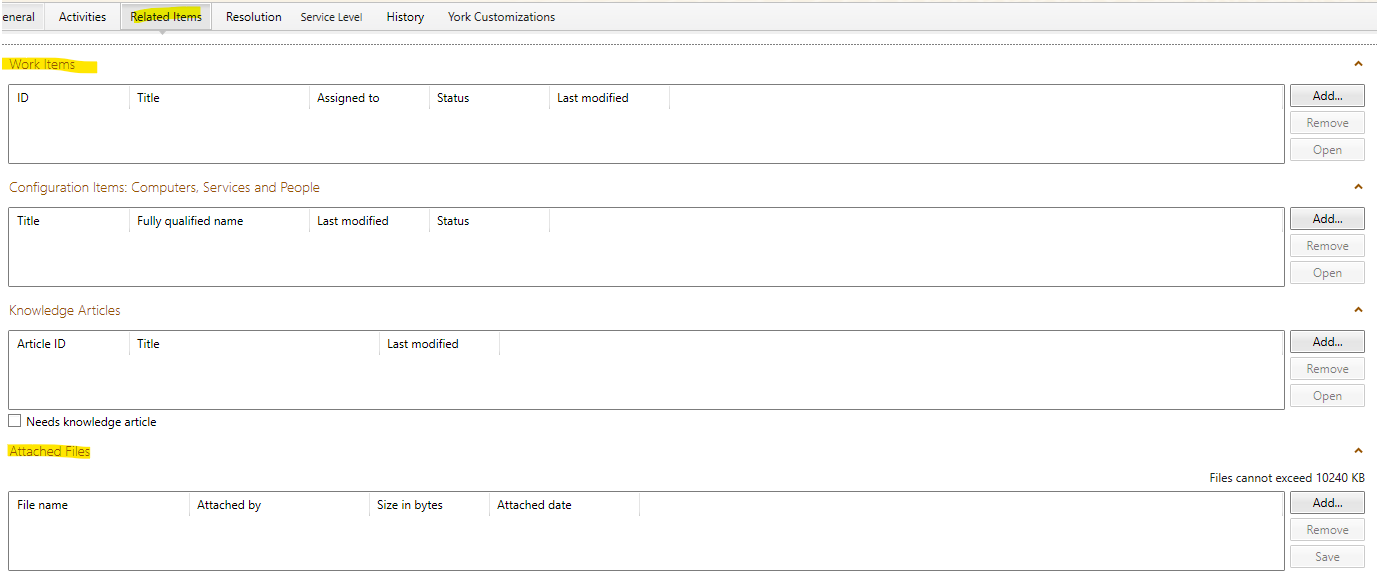 eneral Activities Related Items Resolution Service Level History York Customizations
Work Items
ID Title Assigned to Status Last modified
Add...
Remove
Open
Configuration Items: Computers, Services and People
Title Fully qualified name Last modified Status
Add...
Remove
Open
Knowledge Articles
Article ID Title Last modified
Add...
Remove
Open
Needs knowledge article
Attached Files
Files cannot exceed 10240 KB
File name Attached by Size in bytes Attached date
Add...
Remove
Save